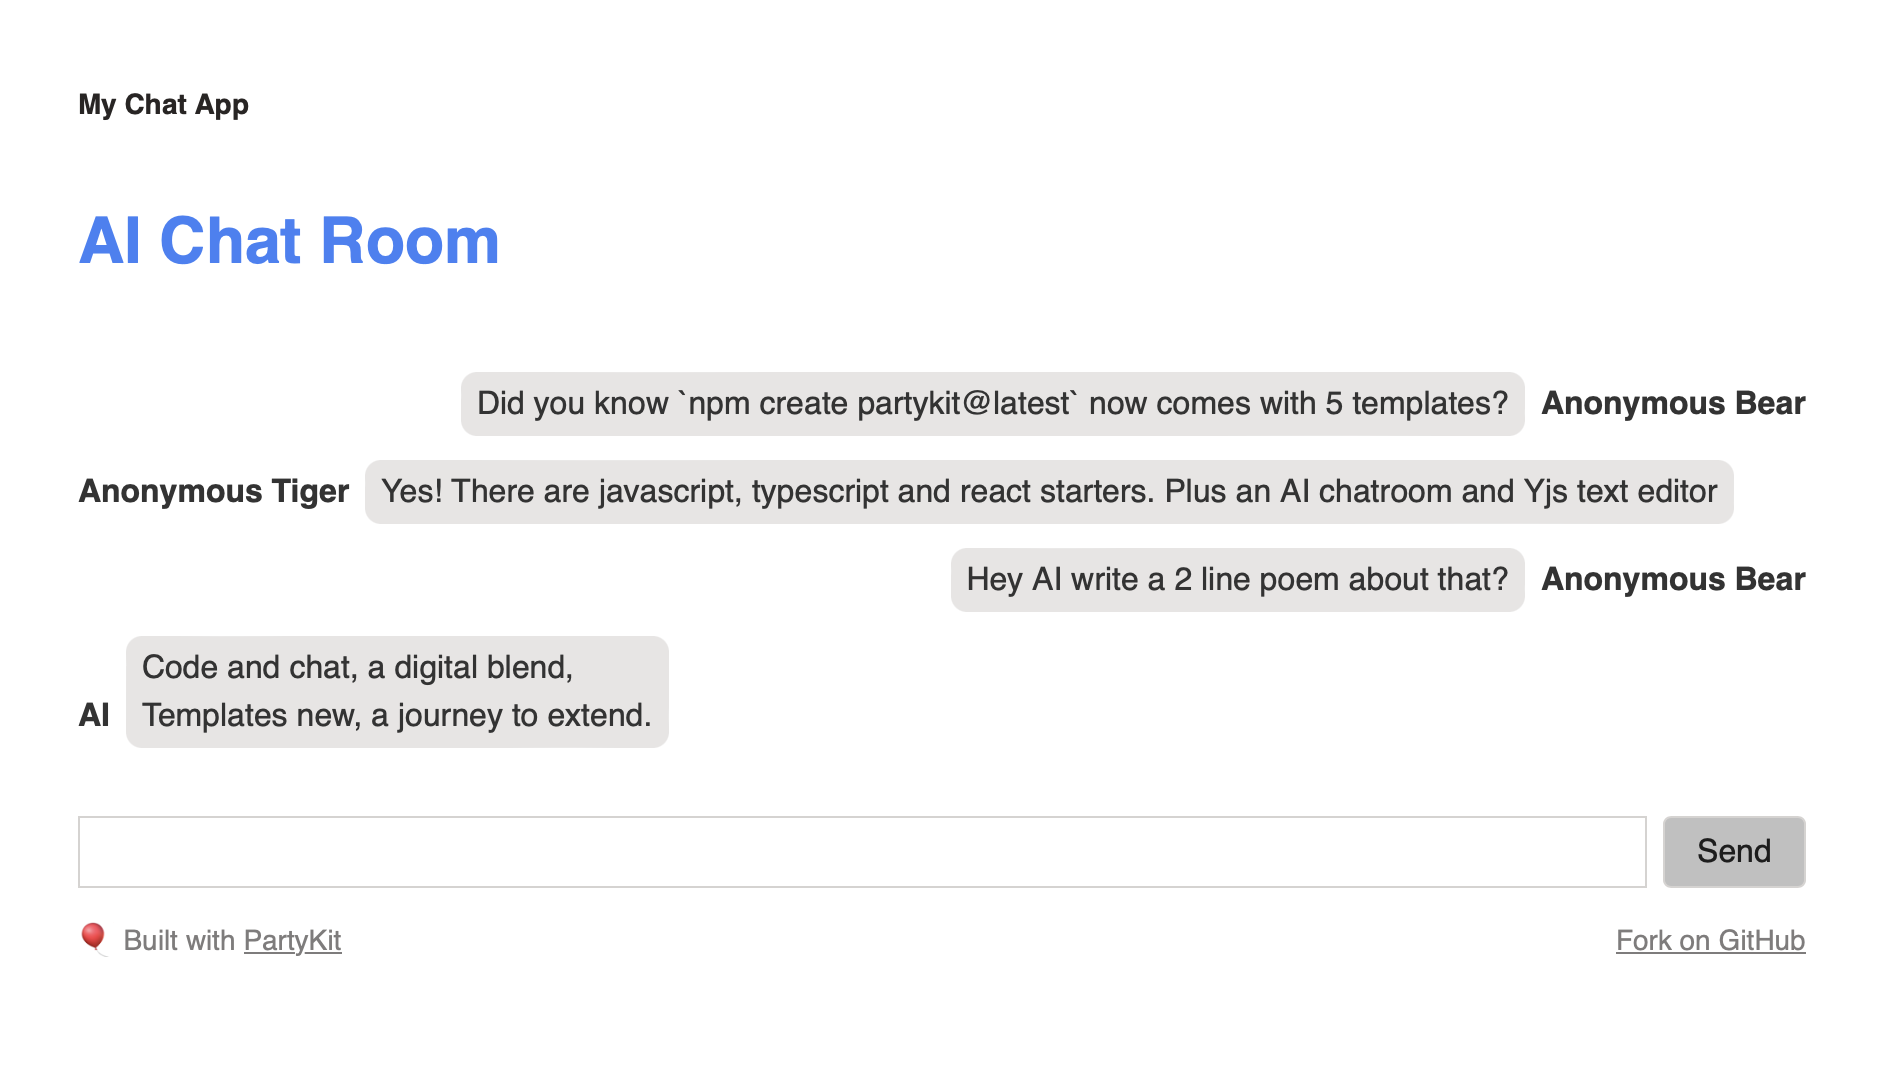 My Chat App
AI Chat Room
Did you know `npm create partykit@latest` now comes with 5 templates? Anonymous Bear
Anonymous Tiger Yes! There are javascript, typescript and react starters. Plus an AI chatroom and Yjs text editor
Hey AI write a 2 line poem about that? Anonymous Bear
Code and chat, a digital blend,
AI Templates new, a journey to extend.
Send
Built with PartyKit Fork on GitHub